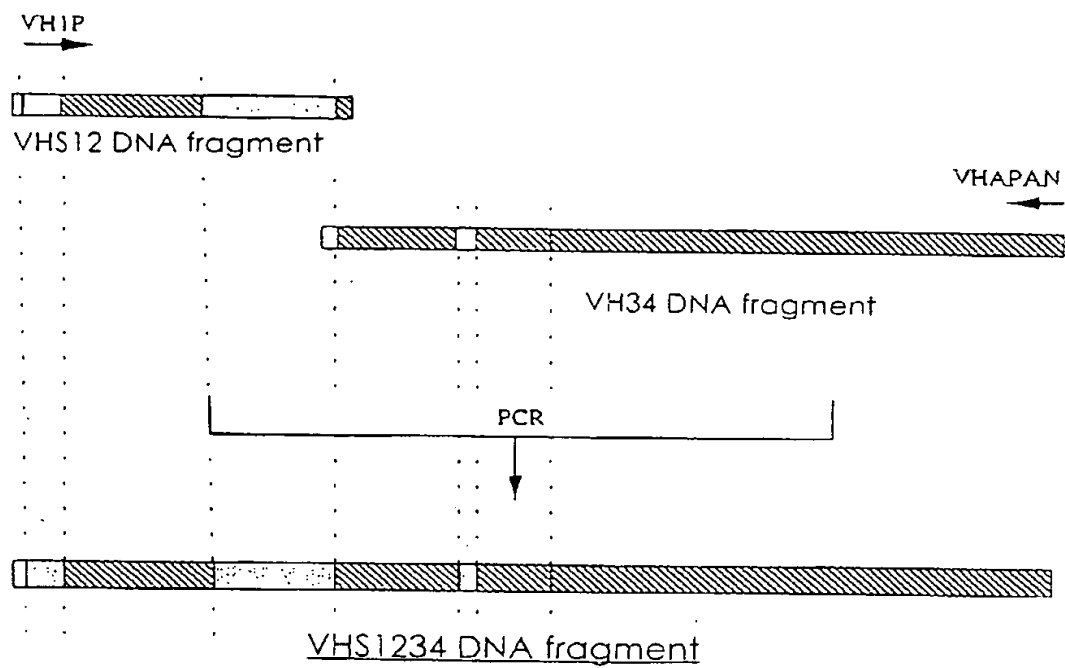 VH1P
VHS12 DNA fragment
VHAPAN
VH34 DNA fragment
PCR
VHS1234 DNA fragment